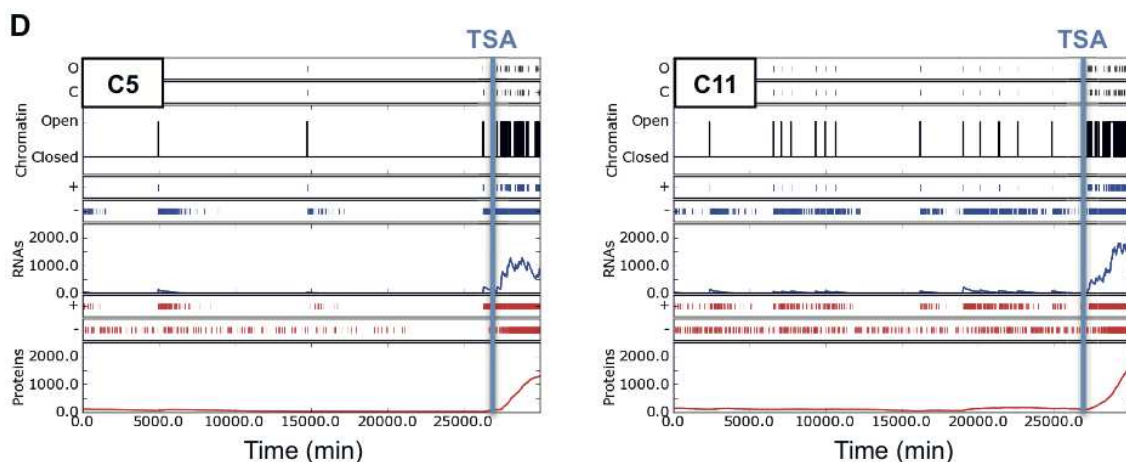 D
TSA
C5
O
C
Open
Closed
Chromatin
+
-
2000.0
1000.0
0.0
RNAs
+
-
2000.0
1000.0
0.0
Proteins
0.0 5000.0 10000.0 15000.0 20000.0 25000.0
Time (min)
TSA
C11
O
C
Open
Closed
Chromatin
+
-
2000.0
1000.0
0.0
RNAs
+
-
2000.0
1000.0
0.0
Proteins
0.0 5000.0 10000.0 15000.0 20000.0 25000.0
Time (min)